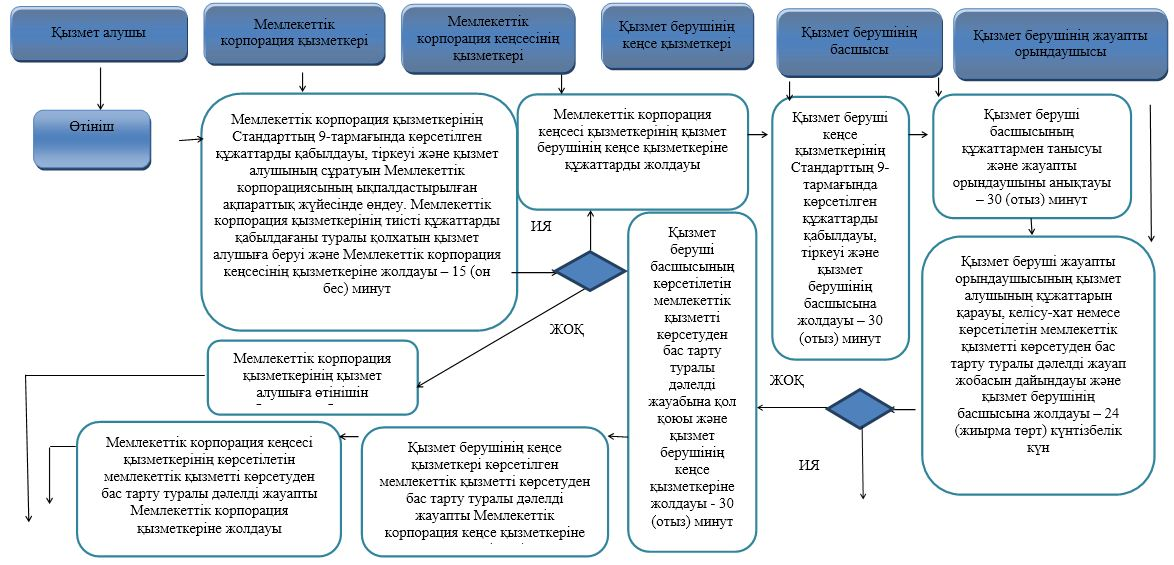 Қызмет алушы
Мемлекеттік
корпорация қызметкері
Мемлекеттік
корпорация кеңсесінің
қызметкері
Қызмет берушінің
кеңсе қызметкері
Қызмет берушінің
басшысы
Қызмет берушінің жауапты
орындаушысы
Өтініш
Мемлекеттік корпорация қызметкерінің
Стандарттың 9-тармағында көрсетілген
құжаттарды қабылдауы, тіркеуі және қызмет
алушының сұратуын Мемлекеттік
корпорациясының ықпалдастырылған
ақпараттық жүйесінде өндеу. Мемлекеттік
корпорация қызметкерінің тиісті құжаттарды
қабылдағаны туралы қолхатын қызмет
алушыға беруі және Мемлекеттік корпорация
кеңсесінің қызметкеріне жолдауы – 15 (он
бес) минут
Мемлекеттік корпорация
кеңсесі қызметкерінің қызмет
берушінің кеңсе қызметкеріне
құжаттарды жолдауы
Қызмет беруші
кеңсе
қызметкерінің
Стандарттың 9-
тармағында
көрсетілген
құжаттарды
қабылдауы,
тіркеуі және
қызмет
берушінің
басшысына
жолдауы – 30
(отыз) минут
Қызмет беруші
басшысының
құжаттармен танысуы
және жауапты
орындаушыны анықтауы
– 30 (отыз) минут
ИЯ
ЖОҚ
Қызмет
беруші
басшысының
көрсетілетін
мемлекеттік
қызметті
көрсетуден
бас тарту
туралы
дәлелді
жауабына қол
қоюы және
қызмет
берушінің
кеңсе
қызметкеріне
жолдауы - 30
(отыз) минут
Қызмет беруші жауапты
орындаушысының қызмет
алушының құжаттарын
қарауы, келісу-хат немесе
көрсетілетін мемлекеттік
қызметті көрсетуден бас
тарту туралы дәлелді жауап
жобасын дайындауы және
қызмет берушінің
басшысына жолдауы – 24
(жиырма төрт) күнтізбелік
күн
ЖОҚ
ИЯ
Мемлекеттік корпорация
қызметкерінің қызмет
алушыға өтінішін
Мемлекеттік корпорация кеңсесі
қызметкерінің көрсетілетін
мемлекеттік қызметті көрсетуден
бас тарту туралы дәлелді жауапты
Мемлекеттік корпорация
қызметкеріне жолдауы
Қызмет берушінің кеңсе
қызметкері көрсетілген
мемлекеттік қызметті көрсетуден
бас тарту туралы дәлелді
жауапты Мемлекеттік
корпорация кеңсе қызметкеріне